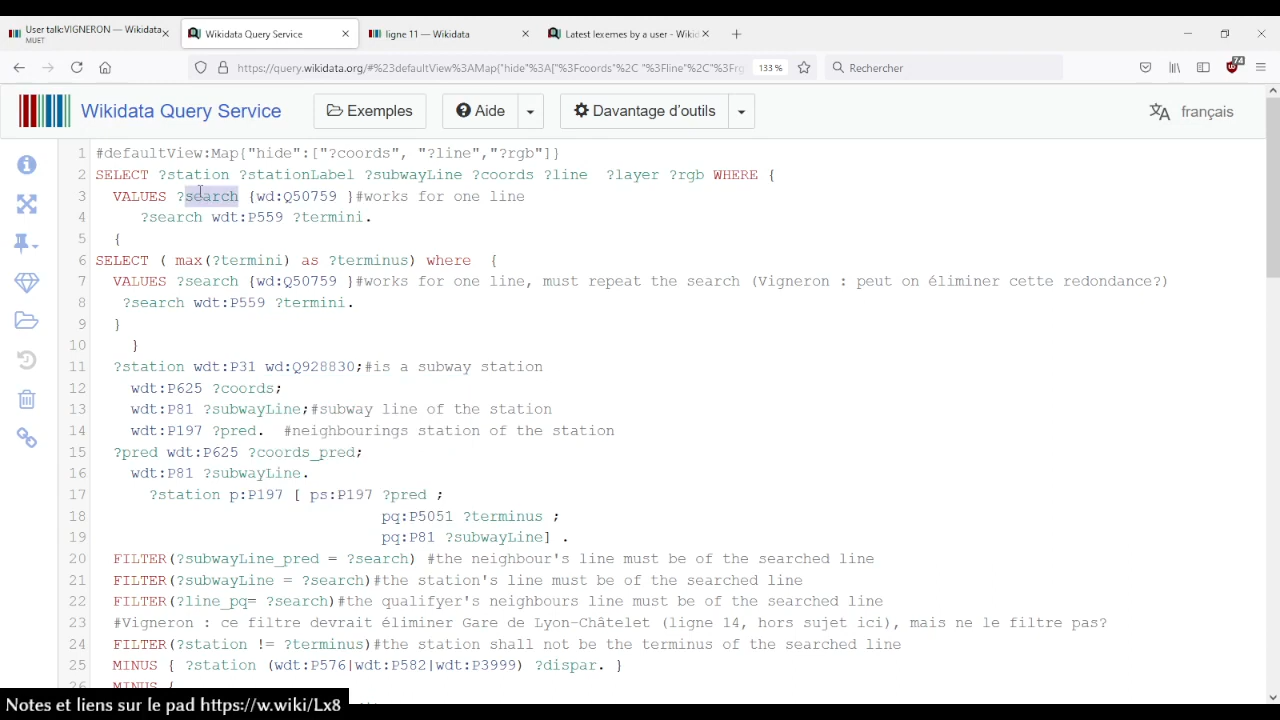 User talk:VIGNERON — Wikidata
MUET
Wikidata Query Service
ligne 11 — Wikidata
Latest lexemes by a user - Wikid
https://query.wikidata.org/#%23defaultView%3AMap{"hide"%3A["%3Fcoords"%2C "%3Fline"%2C"%3Frg
133 %
Rechercher
74
Wikidata Query Service
Exemples
Aide
Davantage d'outils
français
1 #defaultView:Map{"hide":["?coords", "?line","?rgb"]}
2 SELECT ?station ?stationLabel ?subwayLine ?coords ?line ?layer ?rgb WHERE {
3 VALUES ?search {wd:Q50759 }#works for one line
4 ?search wdt:P559 ?termini.
5 {
6 SELECT ( max(?termini) as ?terminus) where {
7 VALUES ?search {wd:Q50759 }#works for one line, must repeat the search (Vigneron : peut on éliminer cette redondance?)
8 ?search wdt:P559 ?termini.
9 }
10 }
11 ?station wdt:P31 wd:Q928830;#is a subway station
12 wdt:P625 ?coords;
13 wdt:P81 ?subwayLine;#subway line of the station
14 wdt:P197 ?pred. #neighbourings station of the station
15 ?pred wdt:P625 ?coords_pred;
16 wdt:P81 ?subwayLine.
17 ?station p:P197 [ ps:P197 ?pred ;
18 pq:P5051 ?terminus ;
19 pq:P81 ?subwayLine] .
20 FILTER(?subwayLine_pred = ?search) #the neighbour's line must be of the searched line
21 FILTER(?subwayLine = ?search)#the station's line must be of the searched line
22 FILTER(?line_pq= ?search)#the qualifyer's neighbours line must be of the searched line
23 #Vigneron : ce filtre devrait éliminer Gare de Lyon-Châtelet (ligne 14, hors sujet ici), mais ne le filtre pas?
24 FILTER(?station != ?terminus)#the station shall not be the terminus of the searched line
25 MINUS { ?station (wdt:P576|wdt:P582|wdt:P3999) ?dispar. }
26 MINUS {
Notes et liens sur le pad https://w.wiki/Lx8